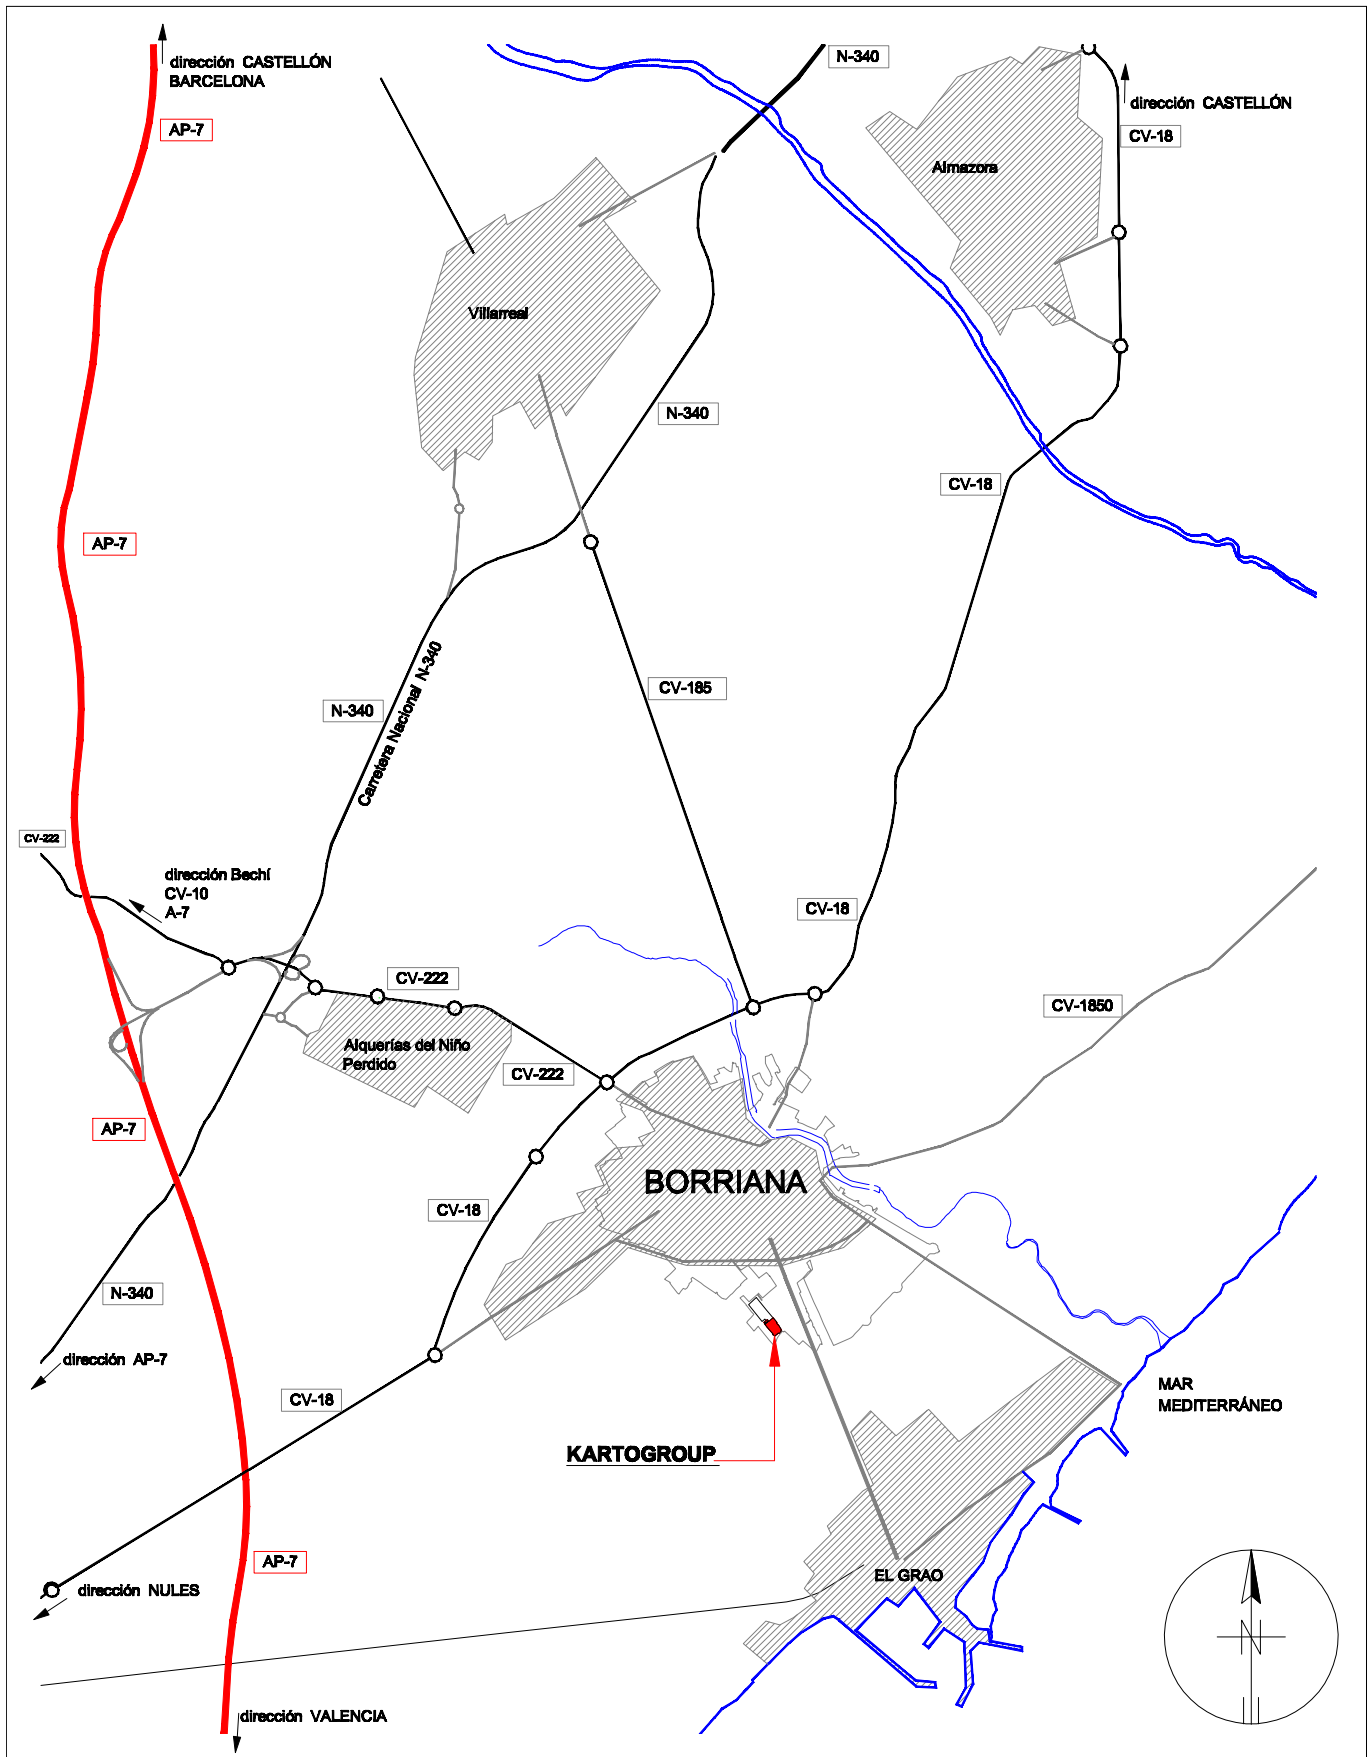 dirección CASTELLÓN
BARCELONA
N-340
dirección CASTELLÓN
AP-7
CV-18
Almazora
Villarreal
N-340
CV-18
AP-7
Carretera Nacional N-340
CV-185
N-340
CV-222
dirección Bechí
CV-10
A-7
CV-18
CV-222
CV-1850
Alquerías del Niño
Perdido
CV-222
AP-7
BORRIANA
CV-18
N-340
dirección AP-7
MAR
MEDITERRÁNEO
CV-18
KARTOGROUP
AP-7
EL GRAO
dirección NULES
N
dirección VALENCIA